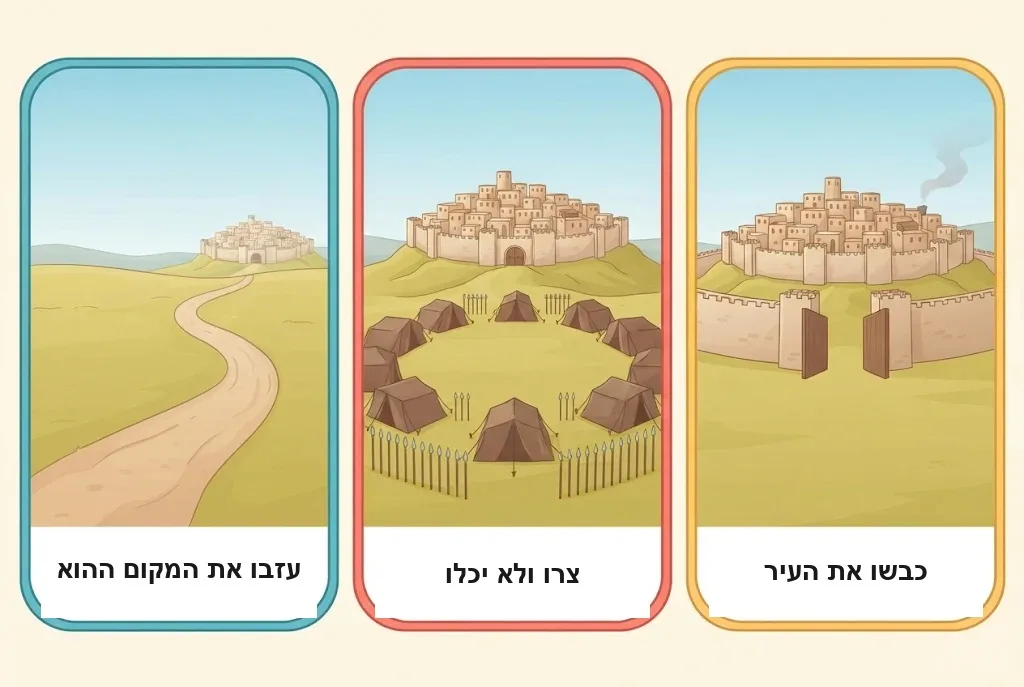 כבשו את העיר
צרו ולא יכלו
עזבו את המקום ההוא